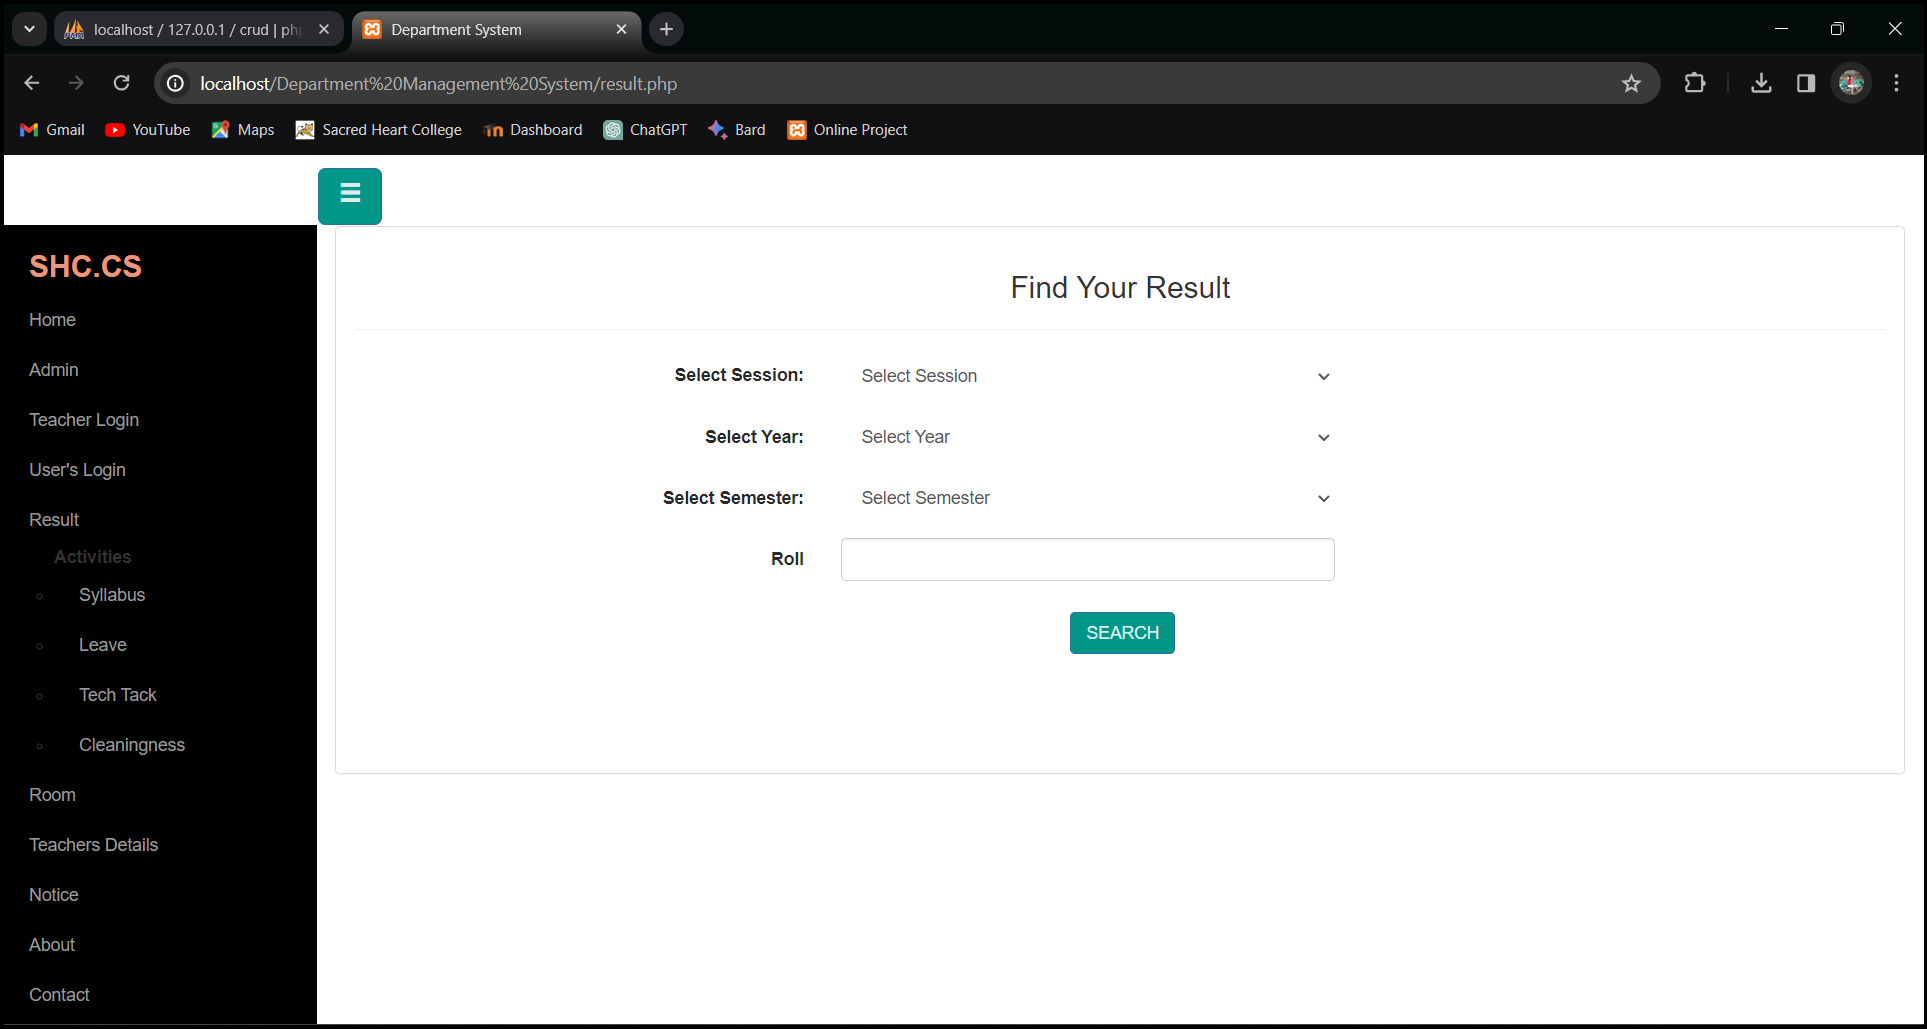 localhost / 127.0.0.1 / crud | php
Department System
localhost/Department%20Management%20System/result.php
Gmail
YouTube
Maps
Sacred Heart College
Dashboard
ChatGPT
Bard
Online Project
SHC.CS
Home
Admin
Teacher Login
User's Login
Result
Activities
Syllabus
Leave
Tech Tack
Cleaningness
Room
Teachers Details
Notice
About
Contact
Find Your Result
Select Session: Select Session
Select Year: Select Year
Select Semester: Select Semester
Roll
SEARCH